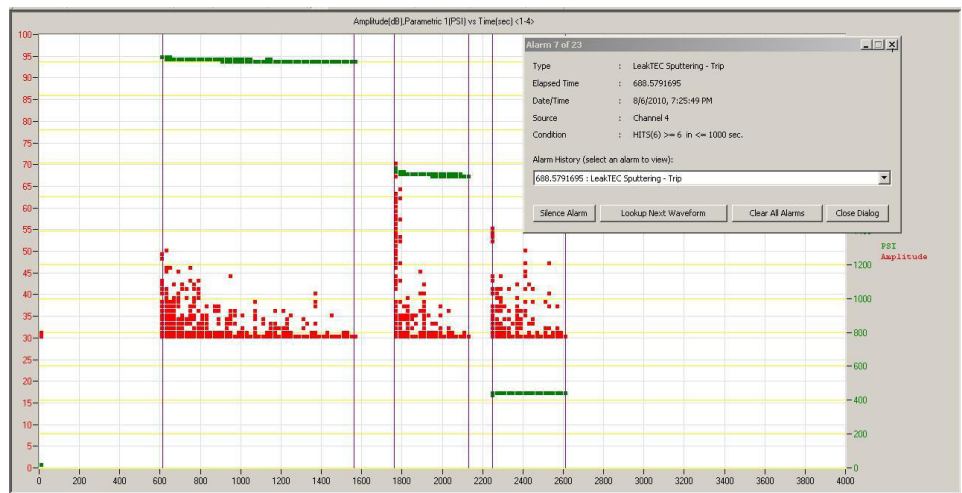 Amplitude(dB),Parametric 1(PSI) vs Time(sec) <1-4>
100
95
90
85
80
75
70
65
60
55
50
45
40
35
30
25
20
15
10
5
0
Alarm 7 of 23
Type : LeakTEC Sputtering - Trip
Elapsed Time : 688.5791695
Date/Time : 8/6/2010, 7:25:49 PM
Source : Channel 4
Condition : HITS(6) >= 6 in <= 1000 sec.
Alarm History (select an alarm to view):
688.5791695 : LeakTEC Sputtering - Trip
Silence Alarm Lookup Next Waveform Clear All Alarms Close Dialog
PSI
Amplitude
1200
1000
800
600
400
200
0
0 200 400 600 800 1000 1200 1400 1600 1800 2000 2200 2400 2600 2800 3000 3200 3400 3600 3800 4000